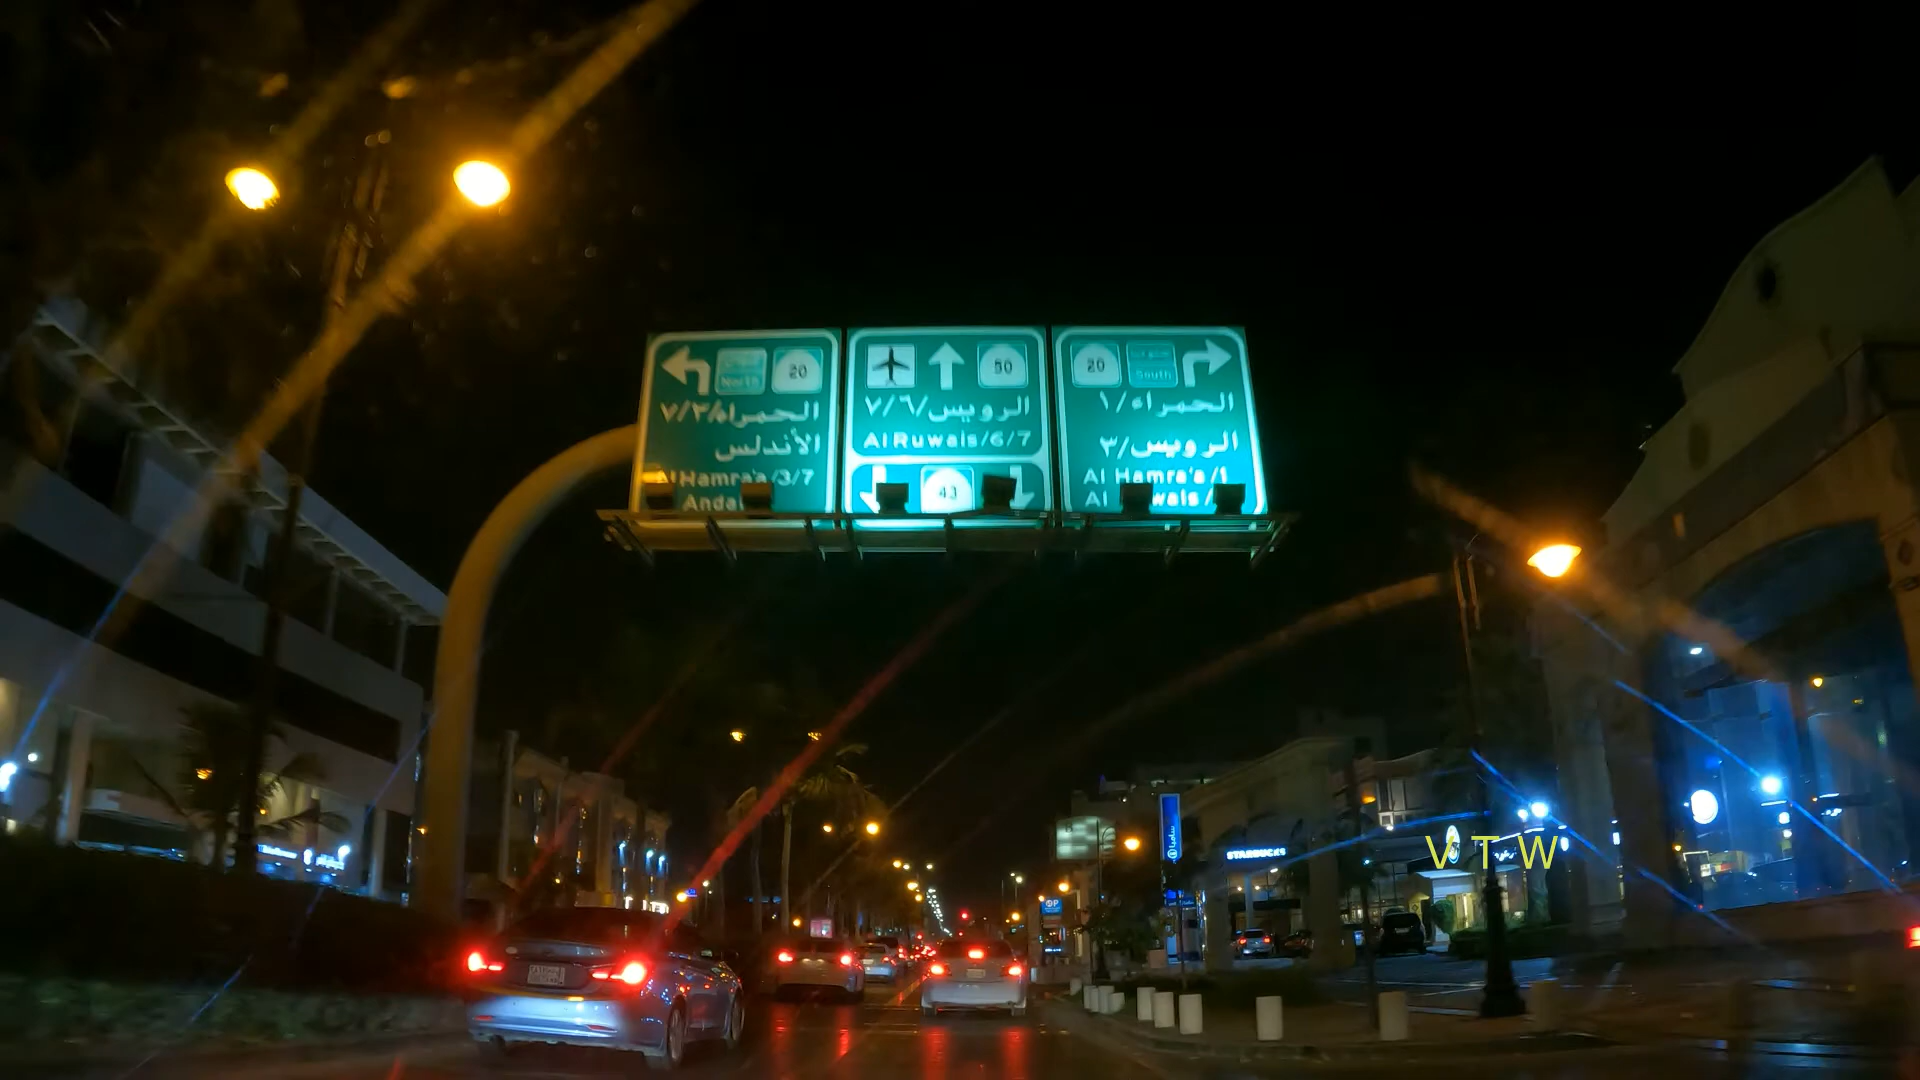 North 20
الحمراء/٧/٣
الأندلس
Al Hamra'a/3/7
50
الرويس/٧/٦
Al Ruwais/6/7
43
20 South
الحمراء/١
الرويس/٣
Al Hamra'a/1
Al
STARBUCKS
V T W